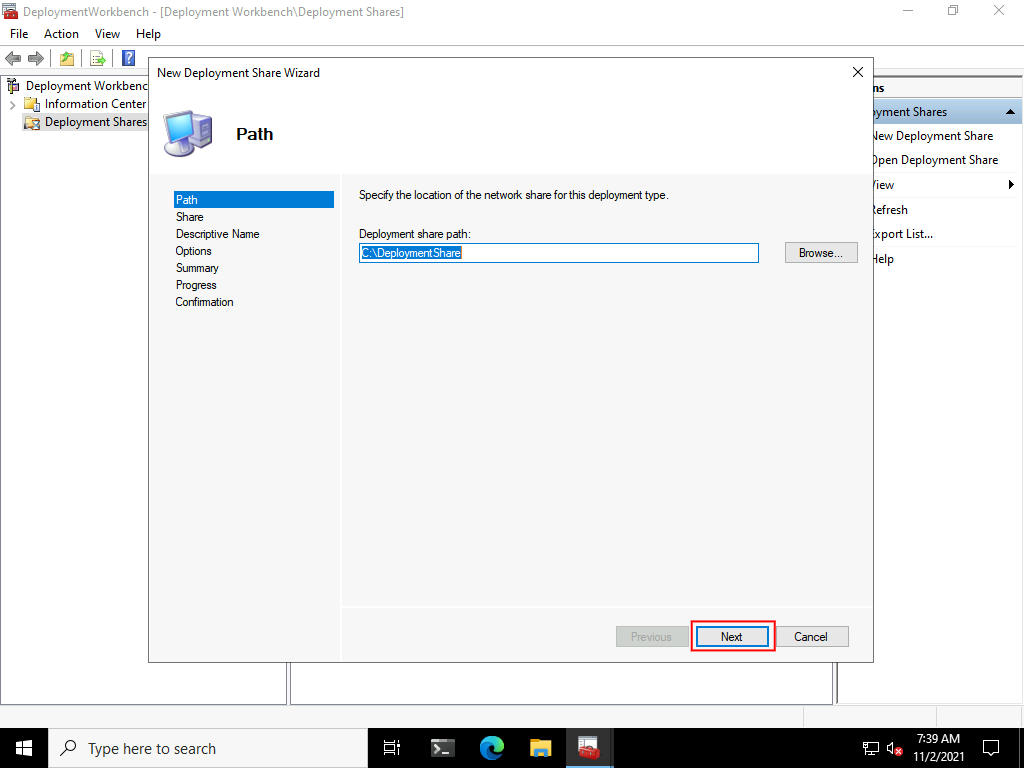 DeploymentWorkbench - [Deployment Workbench\Deployment Shares]
File Action View Help
Deployment Workbenc
Information Center
Deployment Shares
New Deployment Share Wizard
Path
Path
Share
Descriptive Name
Options
Summary
Progress
Confirmation
Specify the location of the network share for this deployment type.
Deployment share path:
C:\DeploymentShare
Browse...
Previous Next Cancel
ns
oyment Shares
New Deployment Share
Open Deployment Share
View
Refresh
Export List...
Help
Type here to search
7:39 AM
11/2/2021